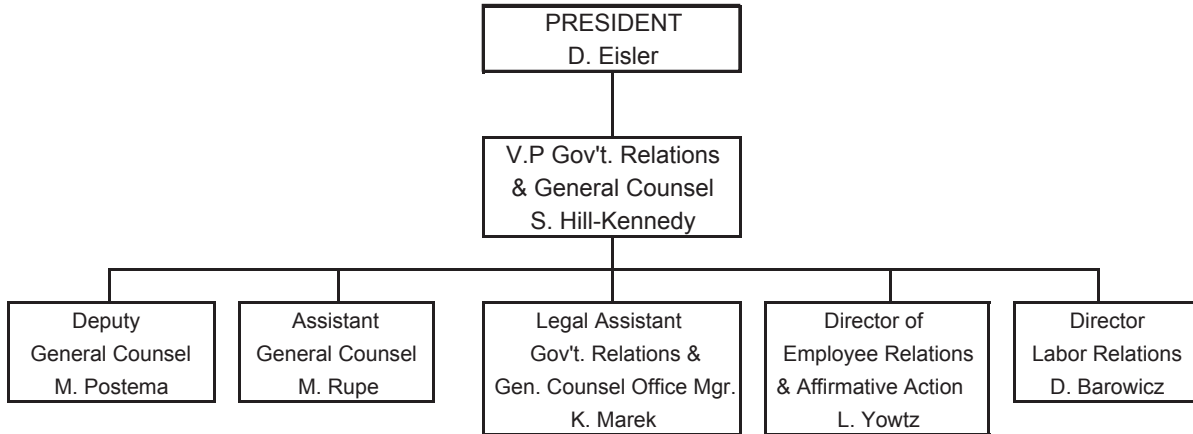 PRESIDENT
D. Eisler
V.P Gov't. Relations
& General Counsel
S. Hill-Kennedy
Deputy
General Counsel
M. Postema
Assistant
General Counsel
M. Rupe
Legal Assistant
Gov't. Relations &
Gen. Counsel Office Mgr.
K. Marek
Director of
Employee Relations
& Affirmative Action
L. Yowtz
Director
Labor Relations
D. Barowicz